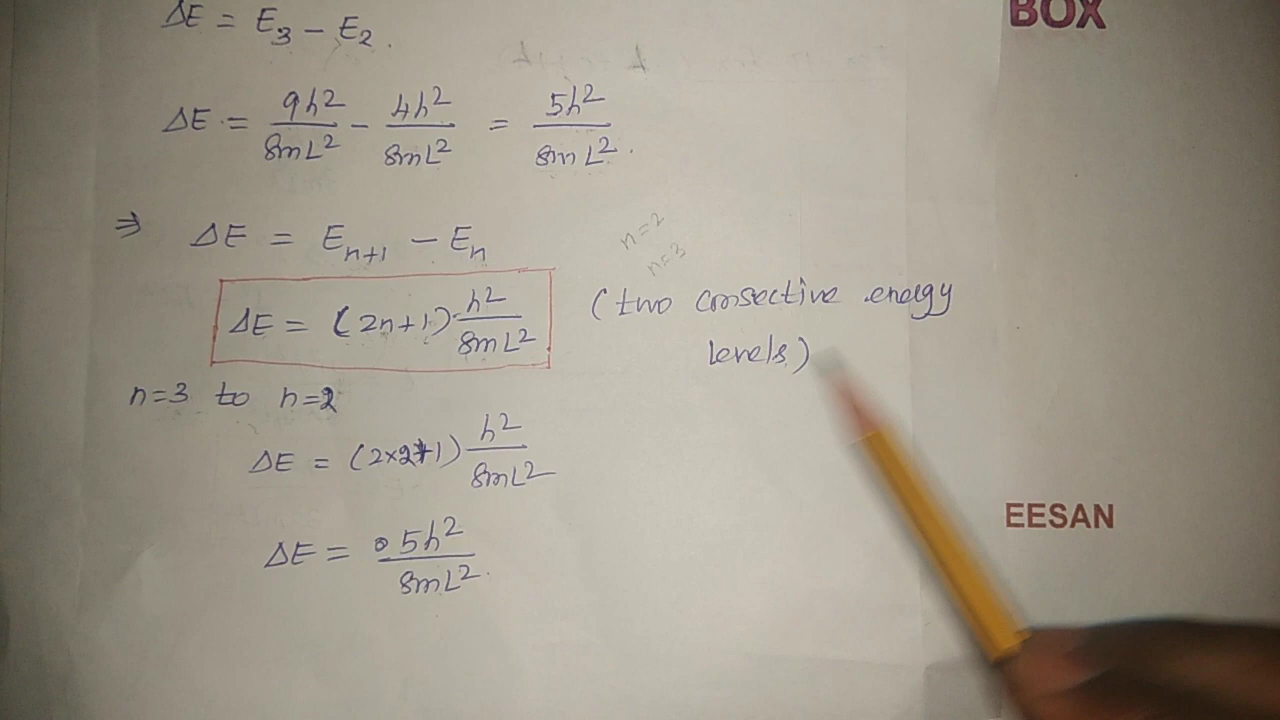 ΔE = E₃ − E₂.
BOX
ΔE = 9h²/8mL² − 4h²/8mL² = 5h²/8mL².
⇒ ΔE = Eₙ₊₁ − Eₙ
n=2
n=3
ΔE = (2n+1) h²/8mL² (two consective energy
levels)
n=3 to n=2
ΔE = (2×2+1) h²/8mL²
EESAN
ΔE = 5h²/8mL².